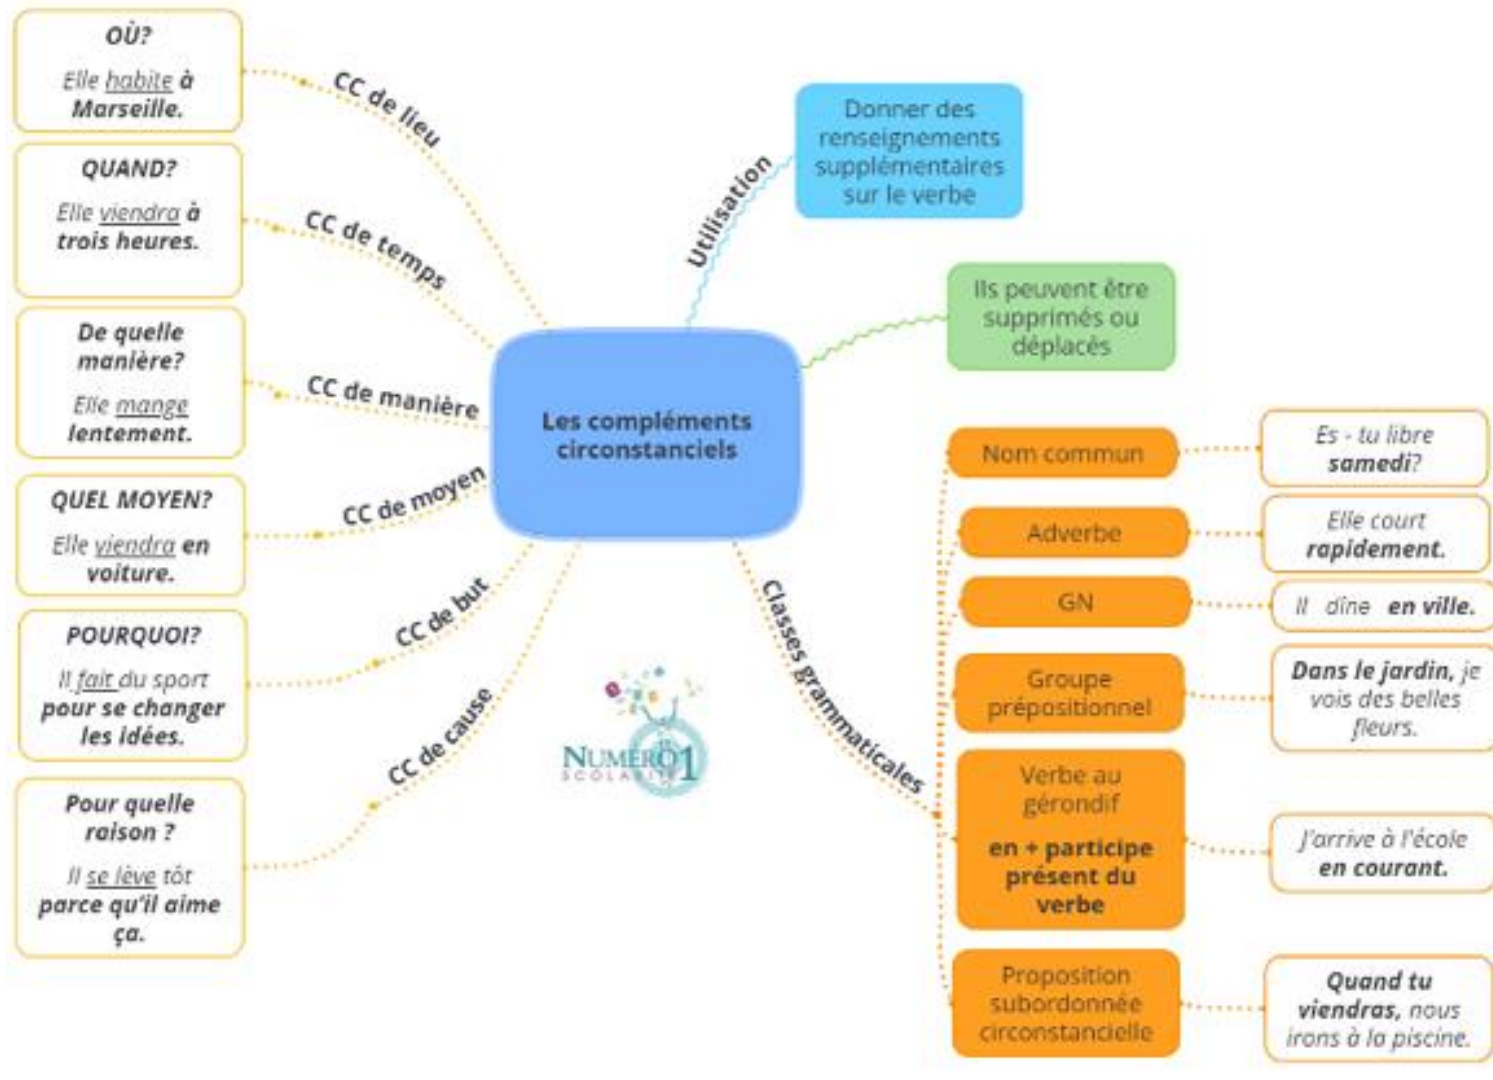 OÙ?
Elle habite à
Marseille.
CC de lieu
QUAND?
Elle viendra à
trois heures.
CC de temps
De quelle
manière?
Elle mange
lentement.
CC de manière
QUEL MOYEN?
Elle viendra en
voiture.
CC de moyen
POURQUOI?
Il fait du sport
pour se changer
les idées.
CC de but
Pour quelle
raison ?
Il se lève tôt
parce qu'il aime
ça.
CC de cause
Les compléments
circonstanciels
Utilisation
Donner des
renseignements
supplémentaires
sur le verbe
Ils peuvent être
supprimés ou
déplacés
Classes grammaticales
Nom commun
Es - tu libre
samedi?
Adverbe
Elle court
rapidement.
GN
Il dîne en ville.
Groupe
prépositionnel
Dans le jardin, je
vois des belles
fleurs.
Verbe au
gérondif
en + participe
présent du
verbe
J'arrive à l'école
en courant.
Proposition
subordonnée
circonstancielle
Quand tu
viendras, nous
irons à la piscine.
NUMÉRO 1